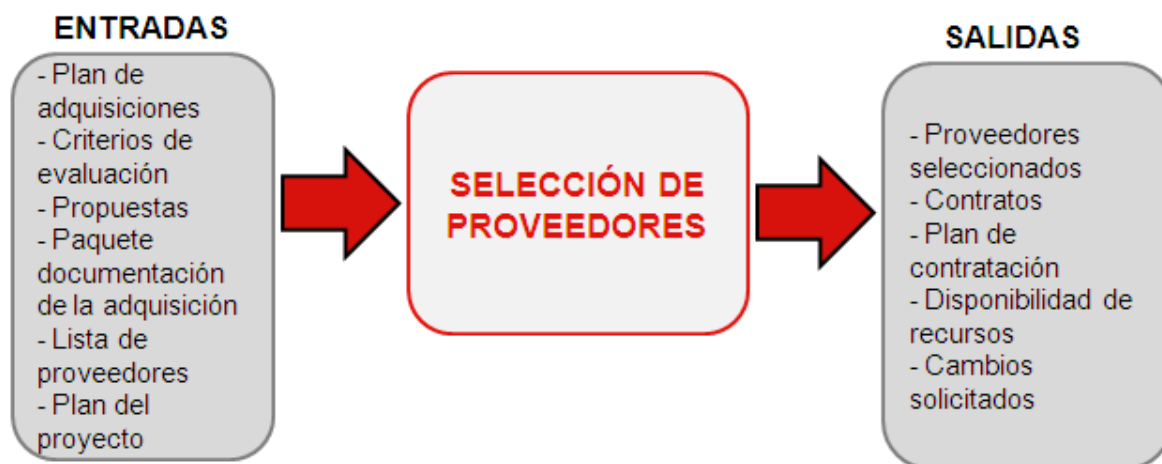 ENTRADAS
- Plan de
adquisiciones
- Criterios de
evaluación
- Propuestas
- Paquete
documentación
de la adquisición
- Lista de
proveedores
- Plan del
proyecto
SELECCIÓN DE
PROVEEDORES
SALIDAS
- Proveedores
seleccionados
- Contratos
- Plan de
contratación
- Disponibilidad de
recursos
- Cambios
solicitados